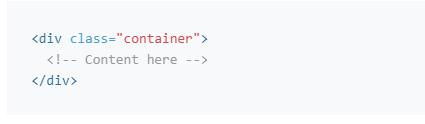 <div class="container">
  <!-- Content here -->
</div>